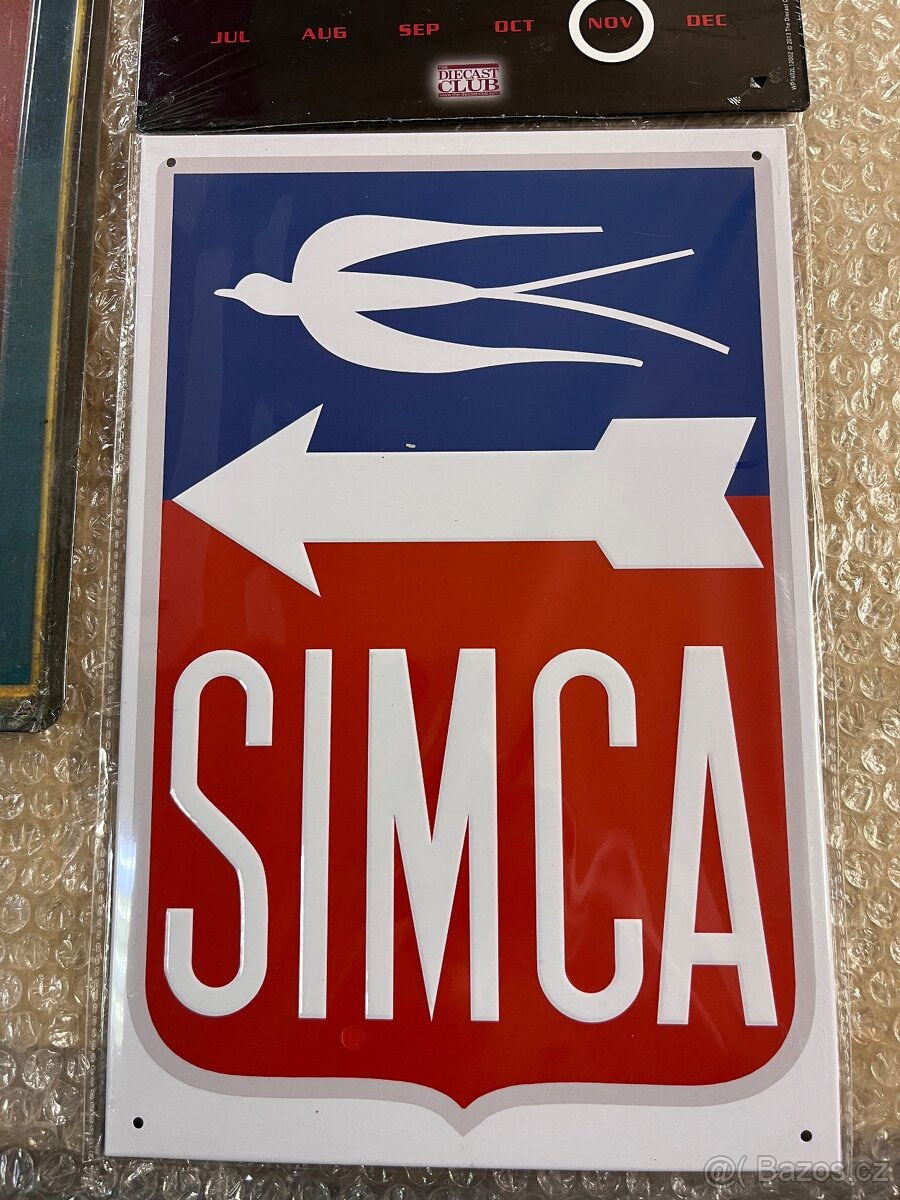 JUL AUG SEP OCT NOV DEC
THE
DIECAST
CLUB
SIMCA
@( Bazos.cz